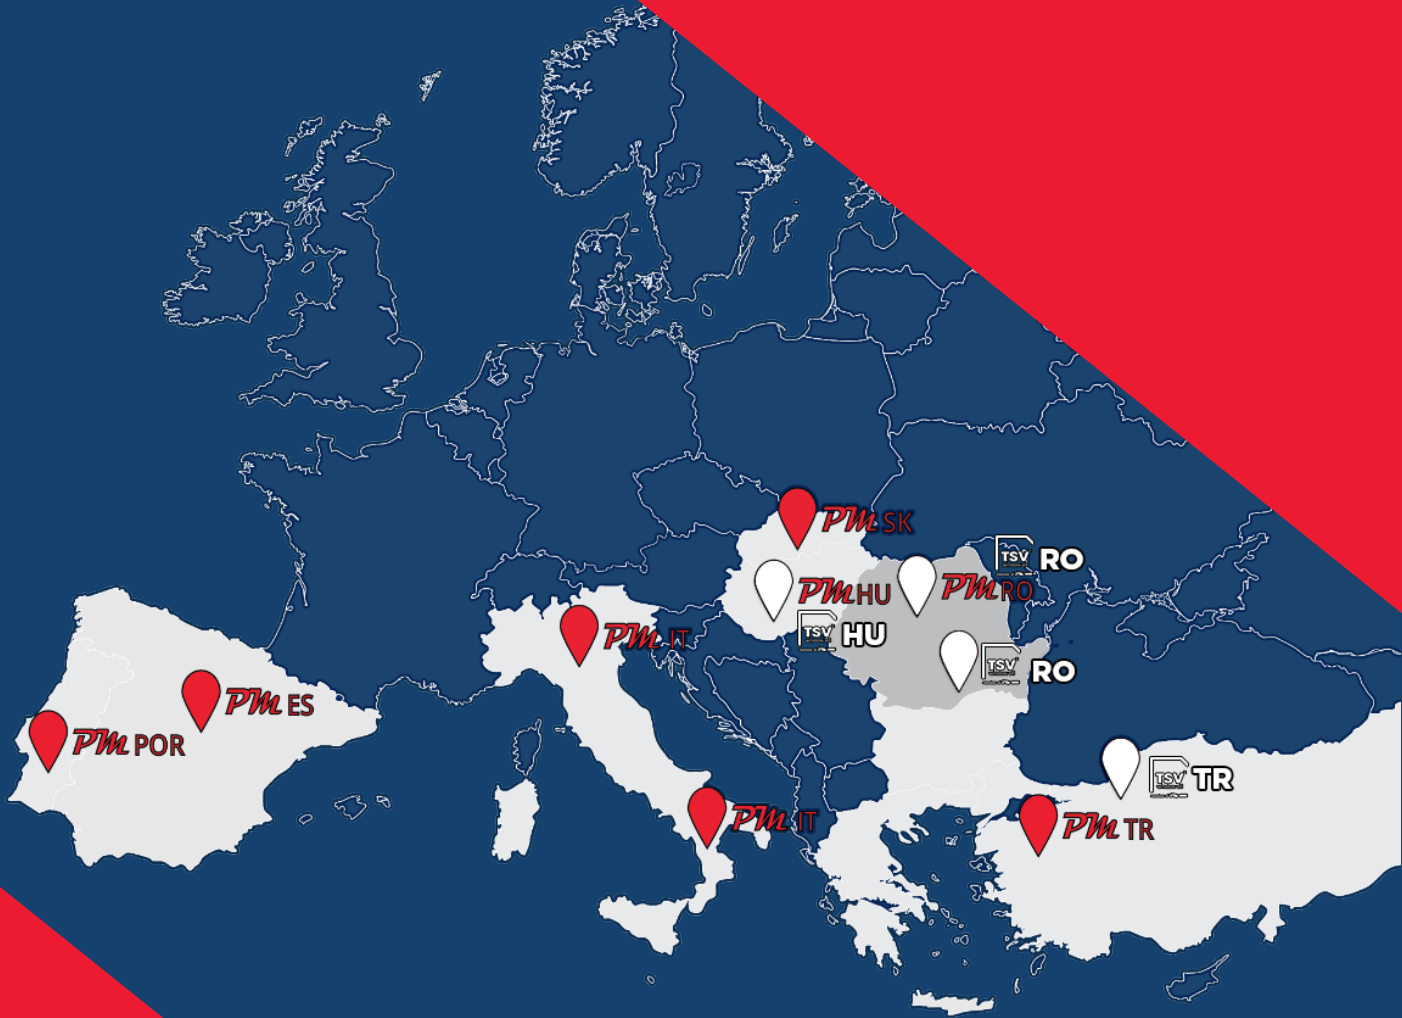 PM SK
TSV RO
PM HU
PM RO
TSV HU
PM IT
TSV RO
PM ES
PM POR
TSV TR
PM IT
PM TR